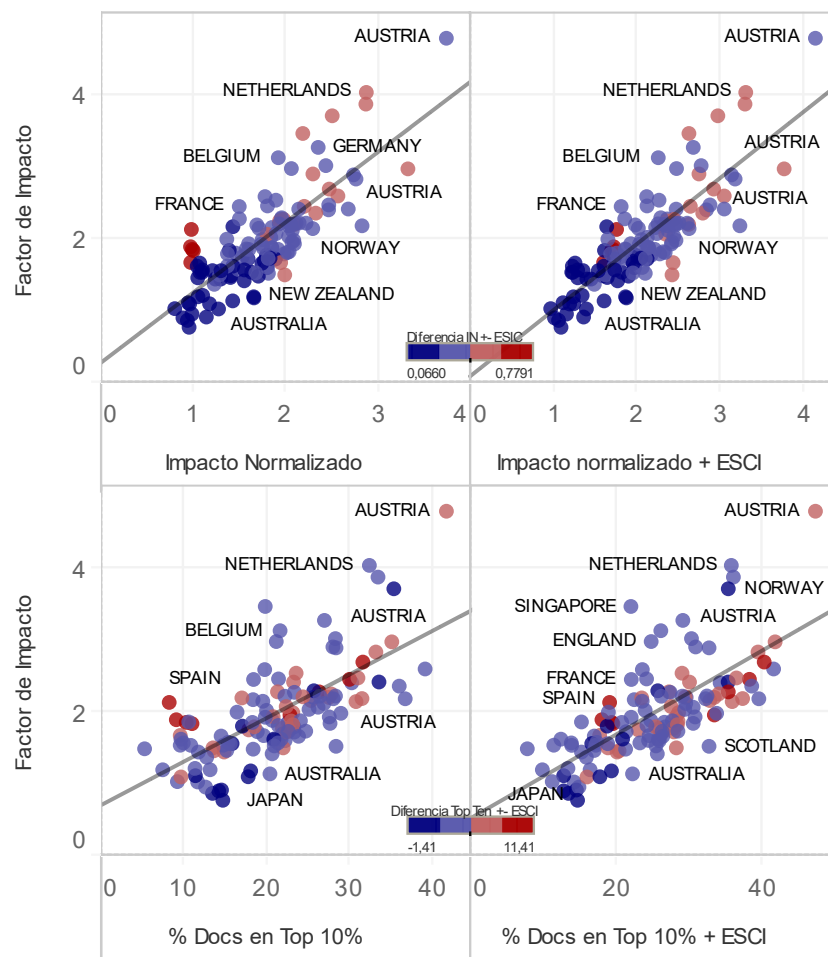 AUSTRIA
AUSTRIA
NETHERLANDS
NETHERLANDS
4
BELGIUM
GERMANY
BELGIUM
AUSTRIA
FRANCE
AUSTRIA
FRANCE
AUSTRIA
Factor de Impacto
2
NORWAY
NORWAY
NEW ZEALAND
NEW ZEALAND
AUSTRALIA
AUSTRALIA
Diferencia IN +- ESIC
0,0660
0,7791
0
0
1
2
3
4
0
1
2
3
4
Impacto Normalizado
Impacto normalizado + ESCI
AUSTRIA
AUSTRIA
NETHERLANDS
NETHERLANDS
4
NORWAY
SINGAPORE
BELGIUM
AUSTRIA
AUSTRIA
ENGLAND
SPAIN
FRANCE
SPAIN
Factor de Impacto
2
AUSTRIA
SCOTLAND
AUSTRALIA
AUSTRALIA
JAPAN
JAPAN
Diferencia Top Ten +- ESCI
-1,41
11,41
0
0
10
20
30
40
0
20
40
% Docs en Top 10%
% Docs en Top 10% + ESCI